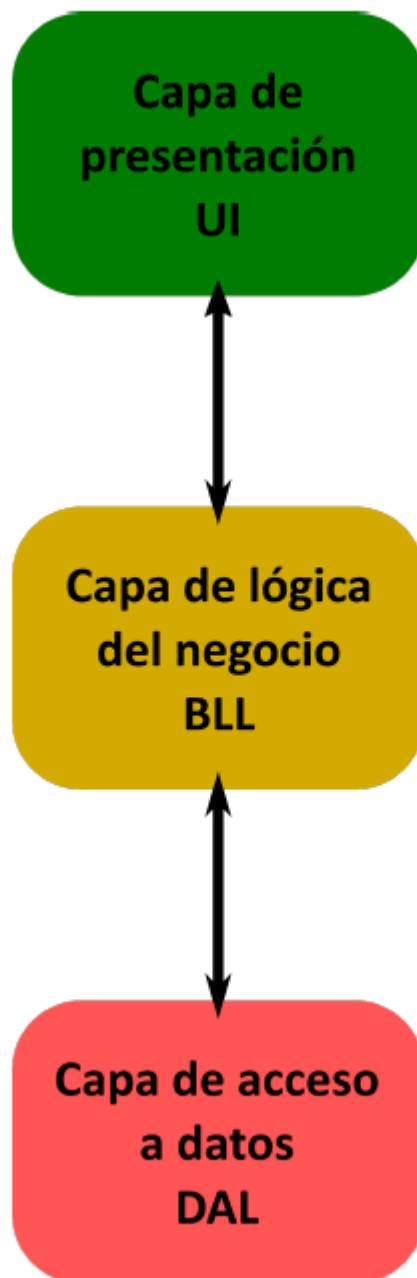 Capa de
presentación
UI
Capa de lógica
del negocio
BLL
Capa de acceso
a datos
DAL